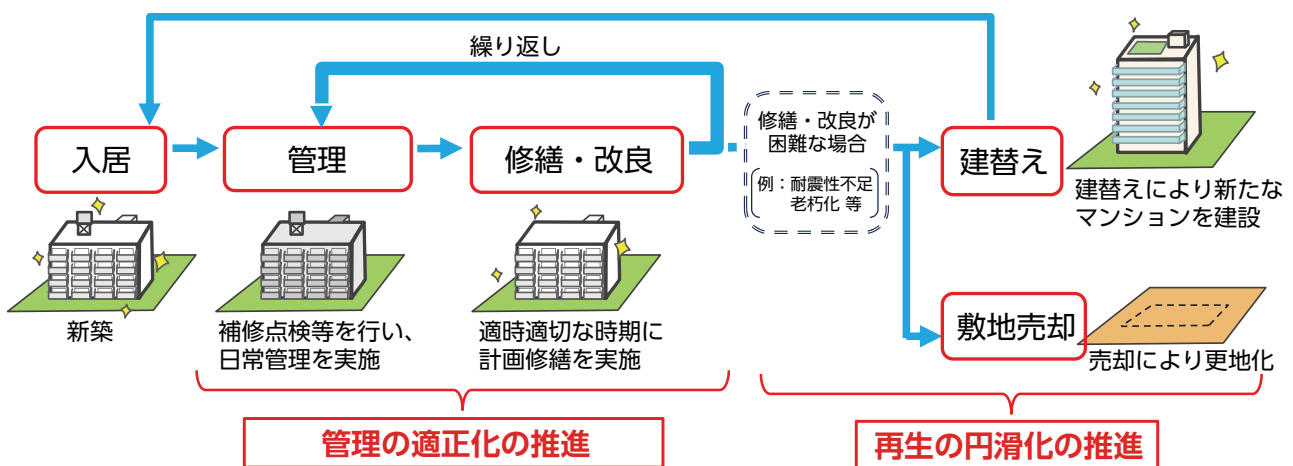 繰り返し
入居
管理
修繕・改良
修繕・改良が
困難な場合
例：耐震性不足
老朽化 等
建替え
建替えにより新たな
マンションを建設
新築
補修点検等を行い、
日常管理を実施
適時適切な時期に
計画修繕を実施
敷地売却
売却により更地化
管理の適正化の推進
再生の円滑化の推進